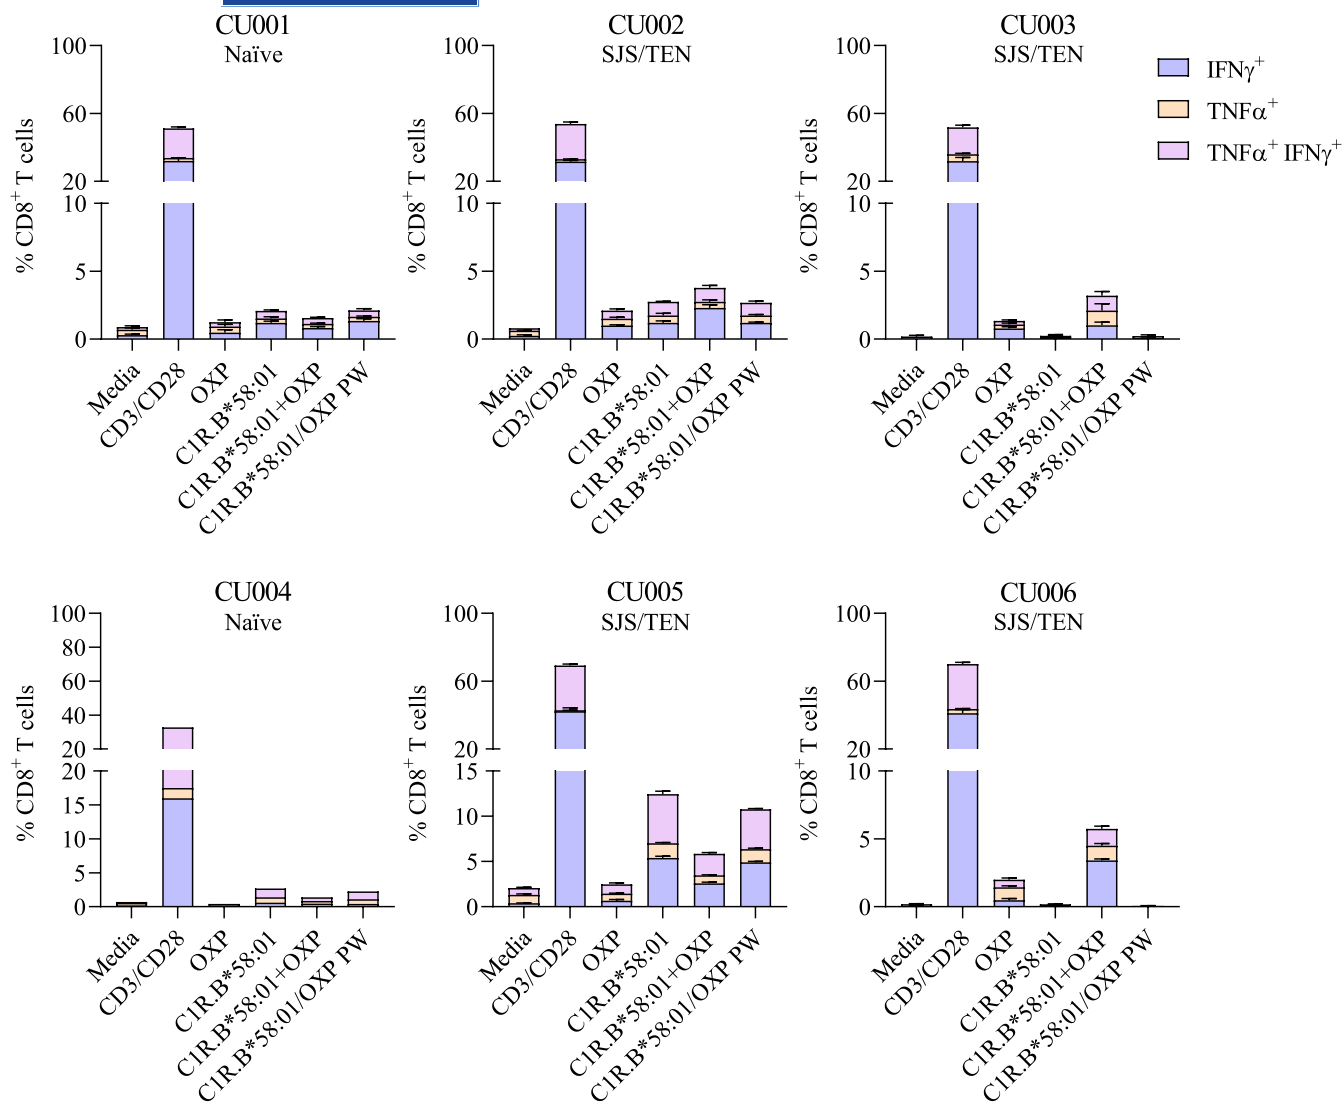 CU001
Naïve
% CD8+ T cells
100
60
20
10
5
0
Media
CD3/CD28
OXP
C1R.B*58:01
C1R.B*58:01+OXP
C1R.B*58:01/OXP PW
CU002
SJS/TEN
% CD8+ T cells
100
60
20
10
5
0
Media
CD3/CD28
OXP
C1R.B*58:01
C1R.B*58:01+OXP
C1R.B*58:01/OXP PW
CU003
SJS/TEN
% CD8+ T cells
100
60
20
10
5
0
Media
CD3/CD28
OXP
C1R.B*58:01
C1R.B*58:01+OXP
C1R.B*58:01/OXP PW
IFNγ+
TNFα+
TNFα+ IFNγ+
CU004
Naïve
% CD8+ T cells
100
80
60
40
20
20
15
10
5
0
Media
CD3/CD28
OXP
C1R.B*58:01
C1R.B*58:01+OXP
C1R.B*58:01/OXP PW
CU005
SJS/TEN
% CD8+ T cells
100
60
20
15
10
5
0
Media
CD3/CD28
OXP
C1R.B*58:01
C1R.B*58:01+OXP
C1R.B*58:01/OXP PW
CU006
SJS/TEN
% CD8+ T cells
100
60
20
10
5
0
Media
CD3/CD28
OXP
C1R.B*58:01
C1R.B*58:01+OXP
C1R.B*58:01/OXP PW